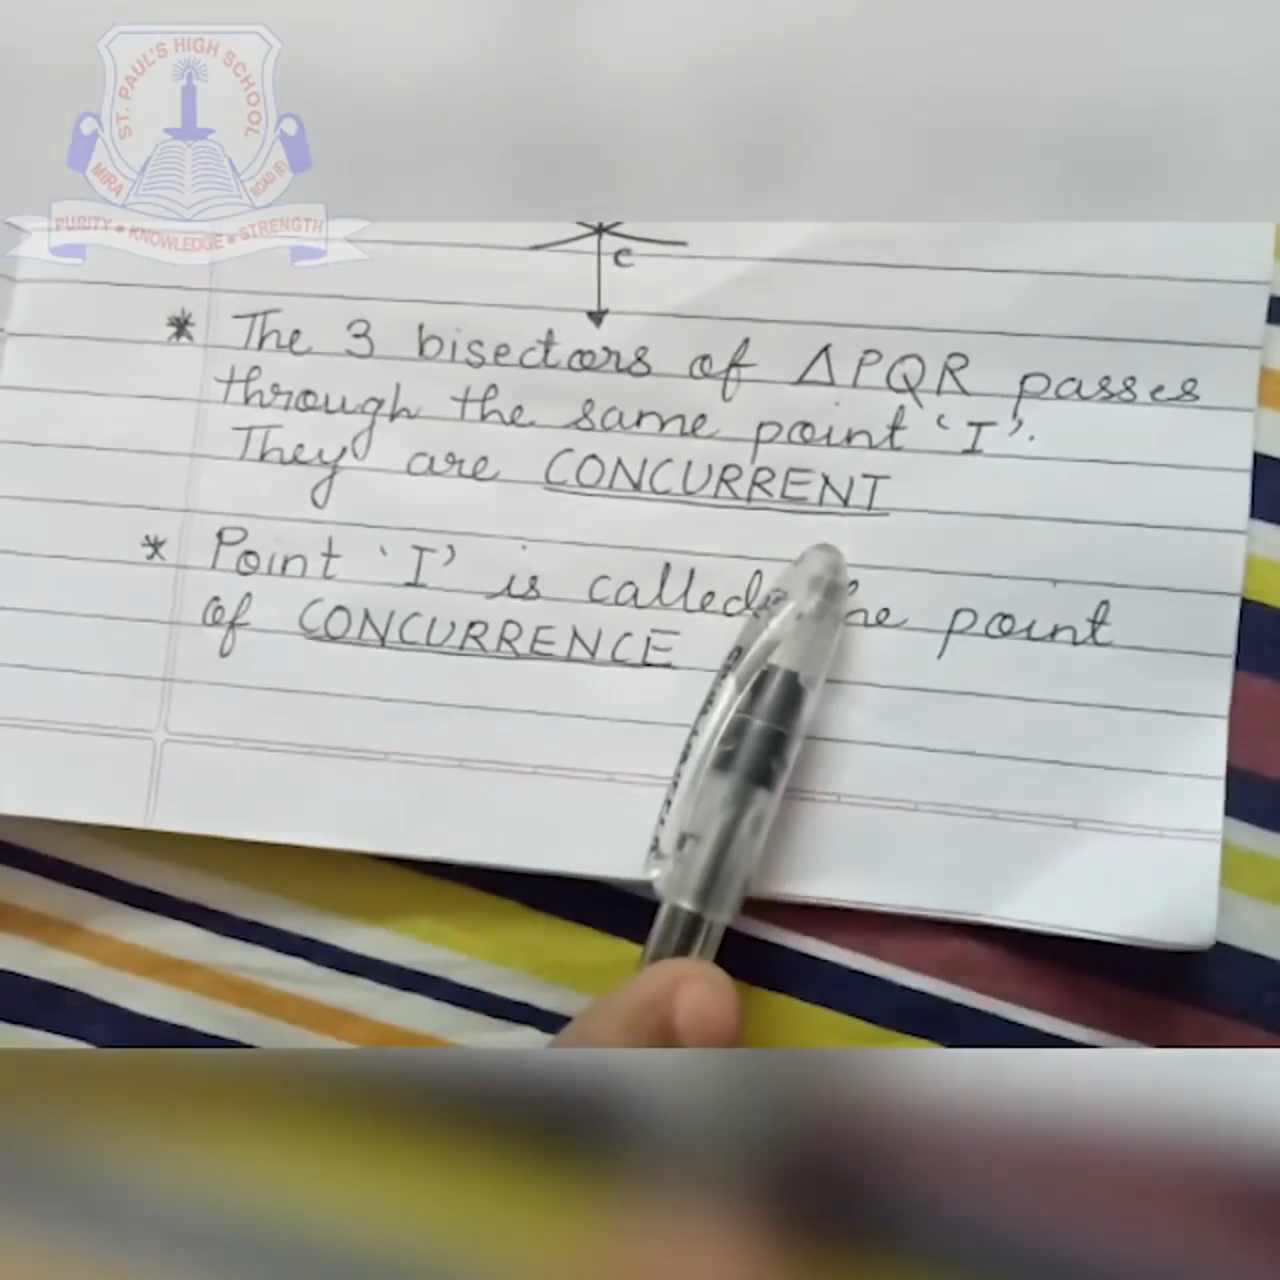 ST. PAUL'S HIGH SCHOOL
MIRA ROAD (E)
PURITY • KNOWLEDGE • STRENGTH
C
* The 3 bisectors of ΔPQR passes
through the same point 'I'.
They are CONCURRENT
* Point 'I' is called the point
of CONCURRENCE